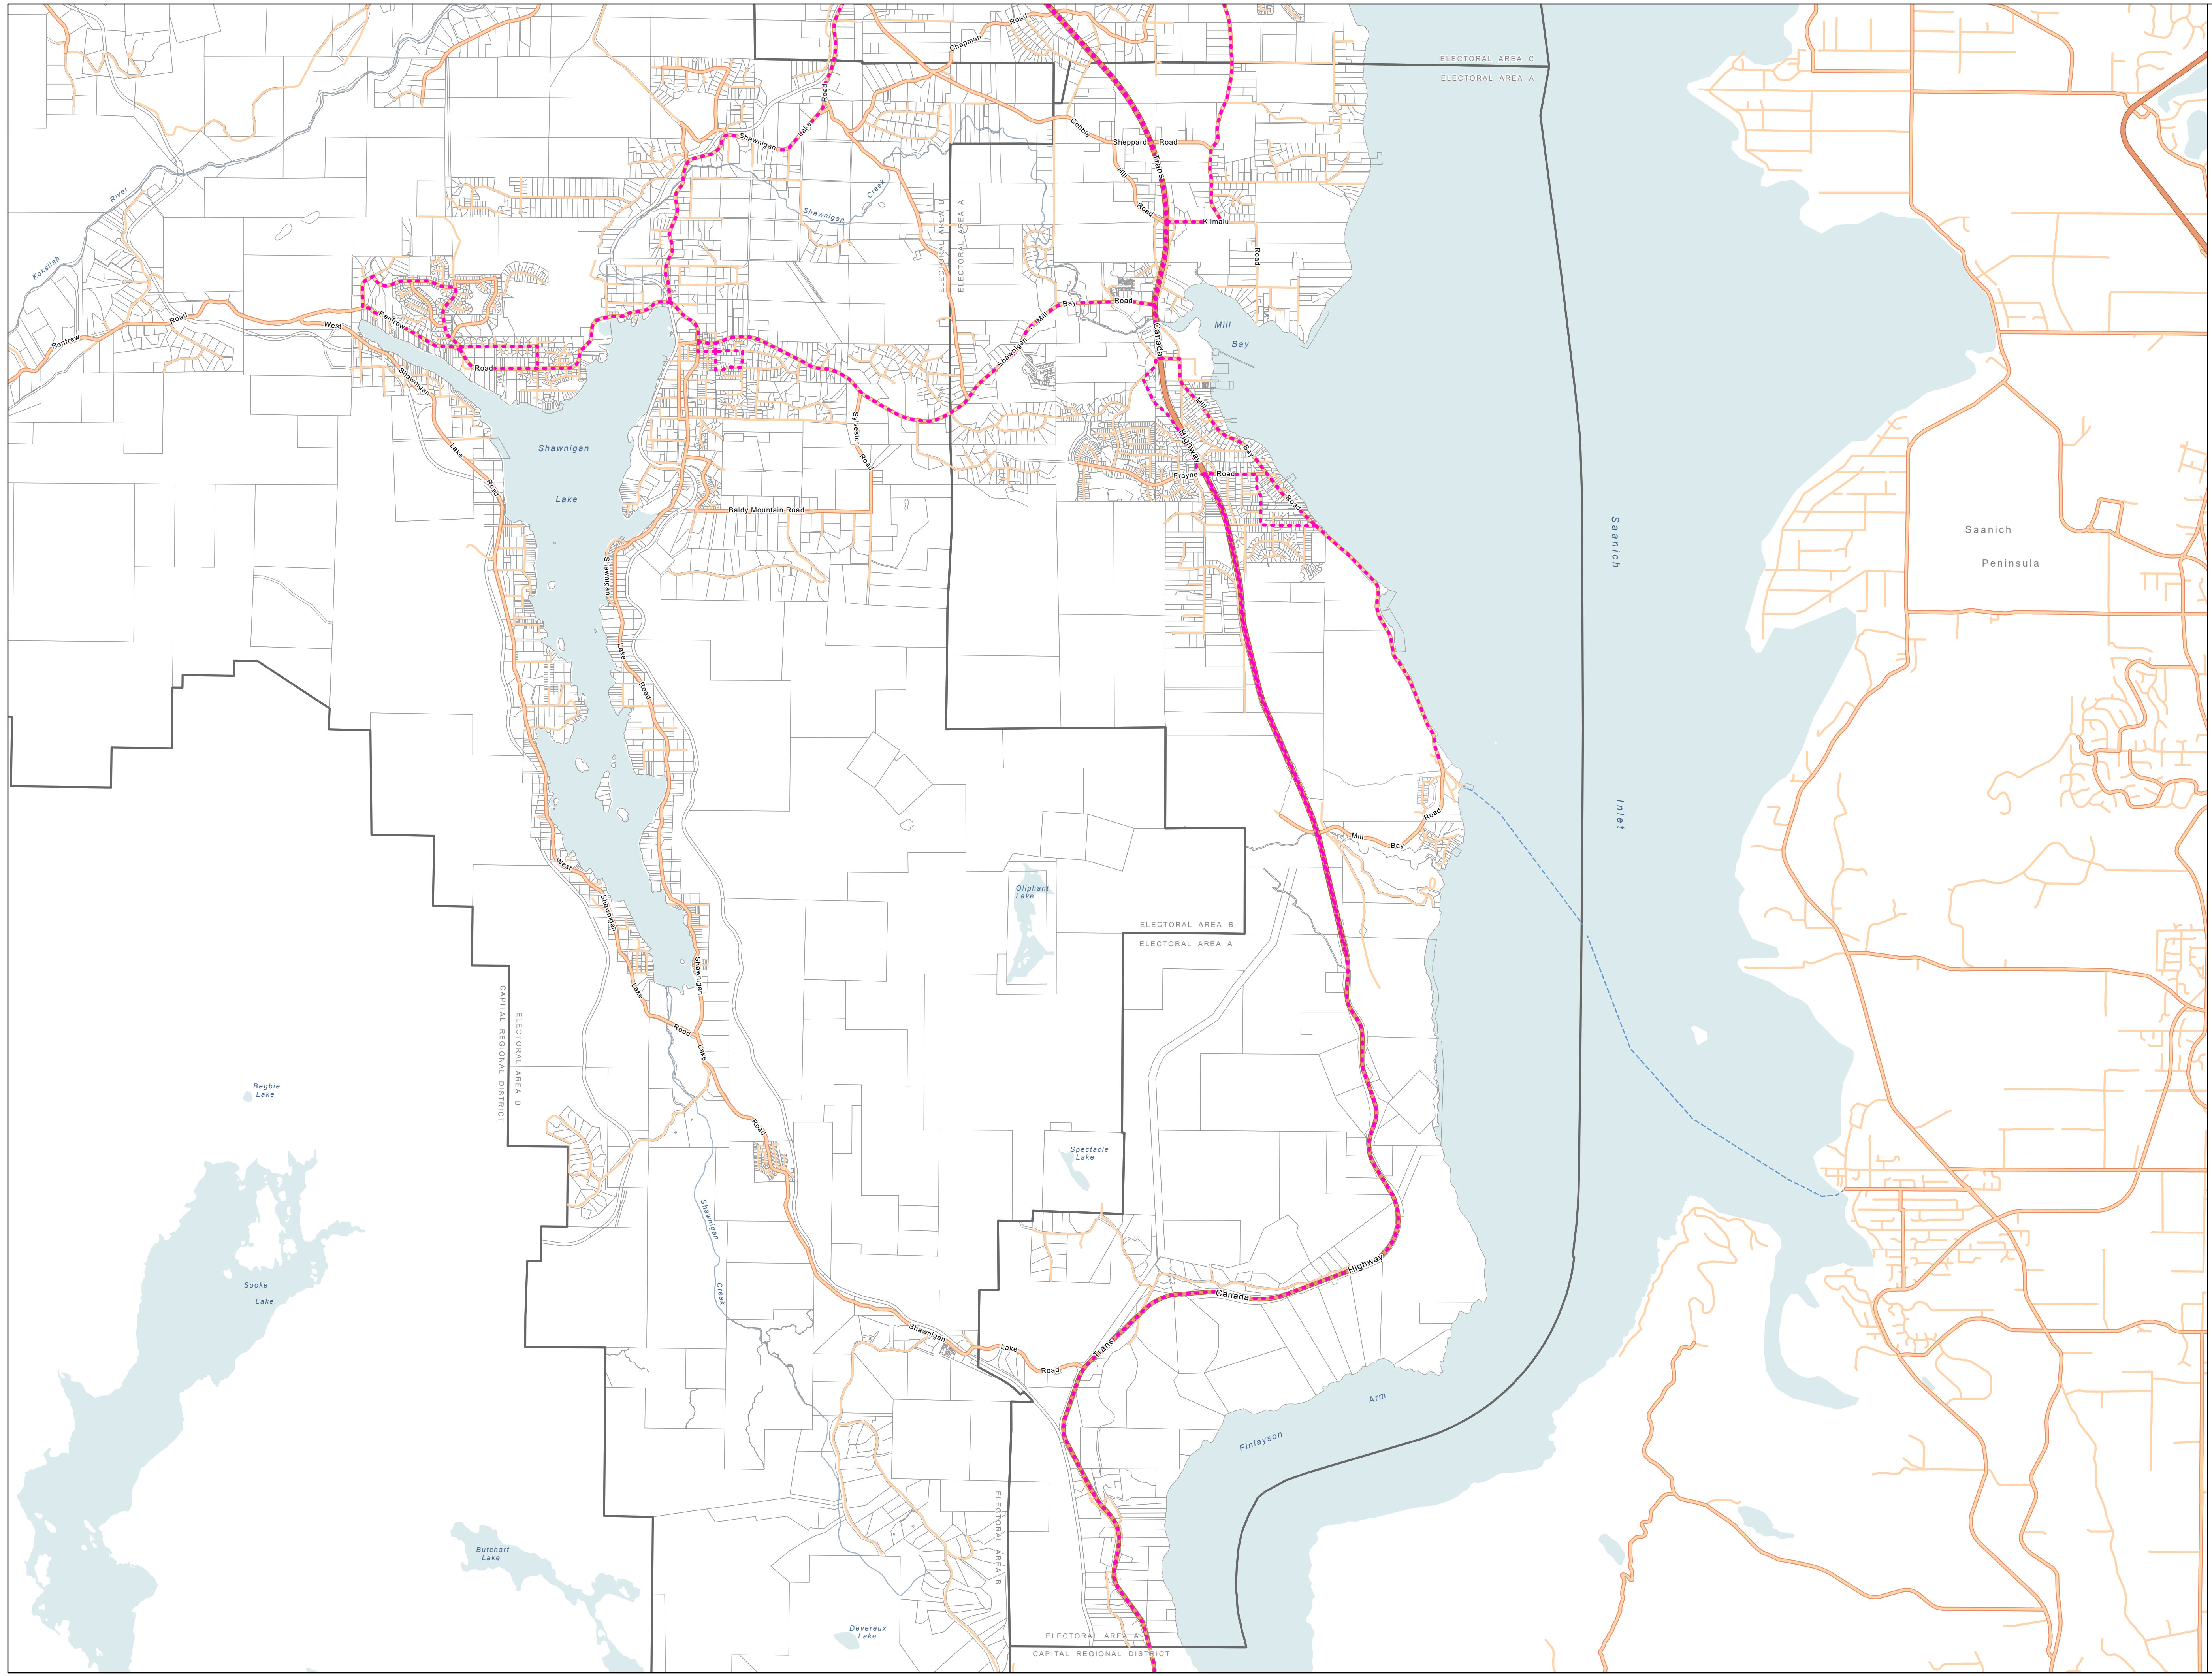 Road
Chapman
ELECTORAL AREA C
ELECTORAL AREA A
Road
Lake
Shawnigan
Cobble
Sheppard Road
Trans
Hill
Road
Kilmalu
Road
River
Koksilah
Creek
Shawnigan
ELECTORAL AREA B
ELECTORAL AREA A
Renfrew
Road
West
Renfrew
Road
Shawnigan
Lake
Road
Bay
Road
Mill
Shawnigan
Canada
Mill
Bay
Mill
Bay
Road
Highway
Frayne
Road
Sylvester
Road
Baldy Mountain Road
Shawnigan
Lake
Shawnigan
Lake
Road
Saanich
Inlet
Saanich
Peninsula
West
Shawnigan
Lake
Road
Shawnigan
Lake
Road
Mill
Bay
Road
Oliphant
Lake
ELECTORAL AREA B
ELECTORAL AREA A
CAPITAL REGIONAL DISTRICT
ELECTORAL AREA B
Begbie
Lake
Spectacle
Lake
Shawnigan
Creek
Sooke
Lake
Highway
Canada
Trans
Shawnigan
Lake
Road
Arm
Finlayson
ELECTORAL AREA B
Butchart
Lake
Devereux
Lake
ELECTORAL AREA A
CAPITAL REGIONAL DISTRICT